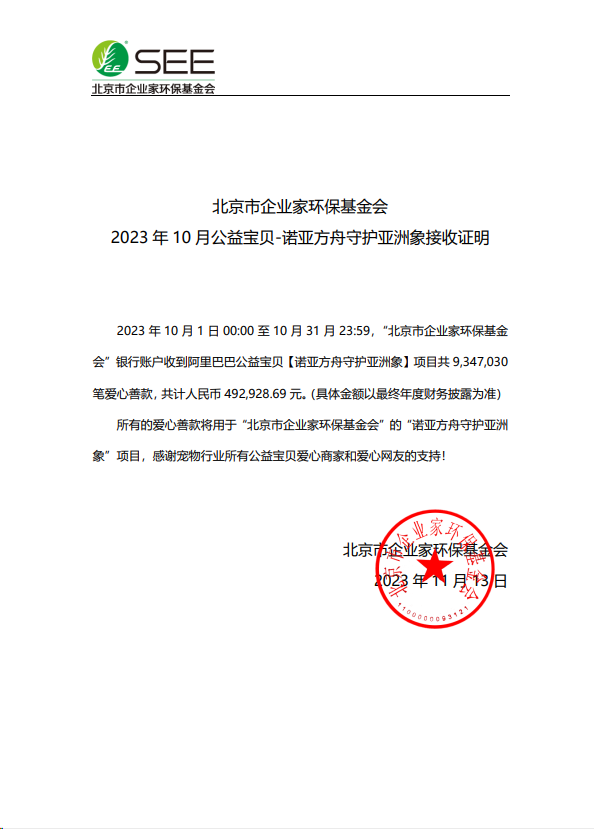 SEE
北京市企业家环保基金会
北京市企业家环保基金会
2023 年 10 月公益宝贝-诺亚方舟守护亚洲象接收证明
2023 年 10 月 1 日 00:00 至 10 月 31 日 23:59，“北京市企业家环保基金
会”银行账户收到阿里巴巴公益宝贝【诺亚方舟守护亚洲象】项目共 9,347,030
笔爱心善款，共计人民币 492,928.69 元。（具体金额以最终年度财务披露为准）
所有的爱心善款将用于“北京市企业家环保基金会”的“诺亚方舟守护亚洲
象”项目，感谢宠物行业所有公益宝贝爱心商家和爱心网友的支持！
北京市企业家环保基金会
2023 年 11 月 13 日
北京市企业家环保基金会
1100000093121